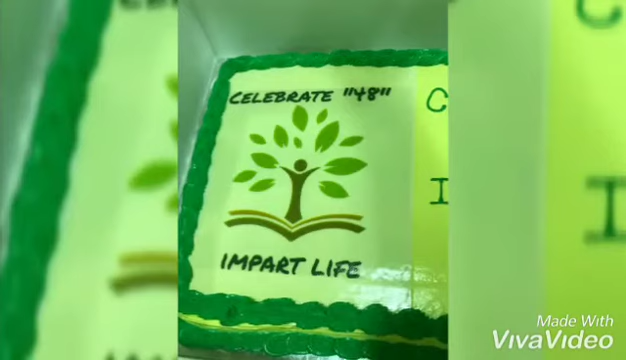 CELEBRATE "48"
C
IMPART LIFE
I
Made With
VivaVideo